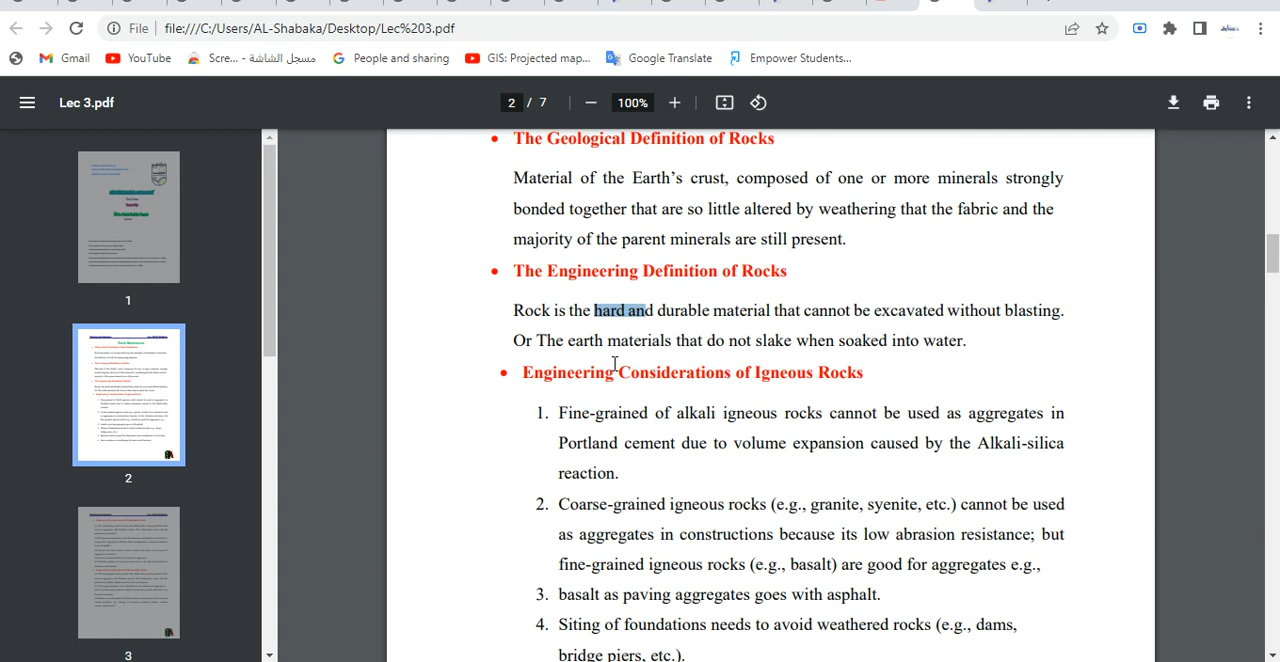 File
file:///C:/Users/AL-Shabaka/Desktop/Lec%203.pdf
Gmail
YouTube
Scre... - مسجل الشاشة
People and sharing
GIS: Projected map...
Google Translate
Empower Students...
Lec 3.pdf
2 / 7
100%
1
2
3
• The Geological Definition of Rocks
Material of the Earth’s crust, composed of one or more minerals strongly
bonded together that are so little altered by weathering that the fabric and the
majority of the parent minerals are still present.
• The Engineering Definition of Rocks
Rock is the hard and durable material that cannot be excavated without blasting.
Or The earth materials that do not slake when soaked into water.
• Engineering Considerations of Igneous Rocks
1. Fine-grained of alkali igneous rocks cannot be used as aggregates in
Portland cement due to volume expansion caused by the Alkali-silica
reaction.
2. Coarse-grained igneous rocks (e.g., granite, syenite, etc.) cannot be used
as aggregates in constructions because its low abrasion resistance; but
fine-grained igneous rocks (e.g., basalt) are good for aggregates e.g.,
3. basalt as paving aggregates goes with asphalt.
4. Siting of foundations needs to avoid weathered rocks (e.g., dams,
bridge piers, etc.).